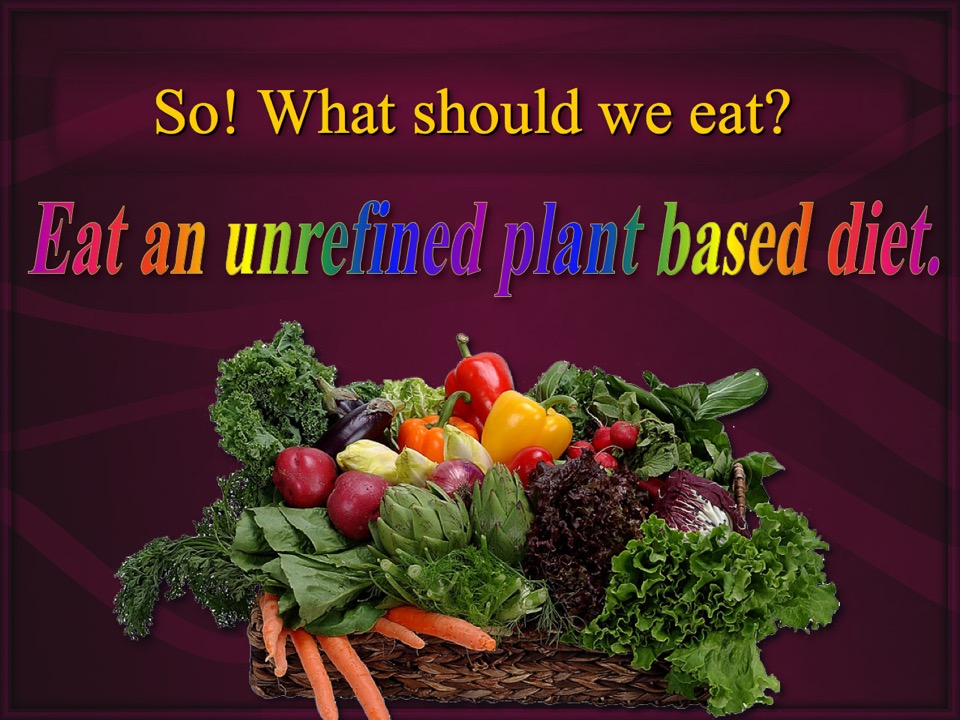 So! What should we eat?
Eat an unrefined plant based diet.